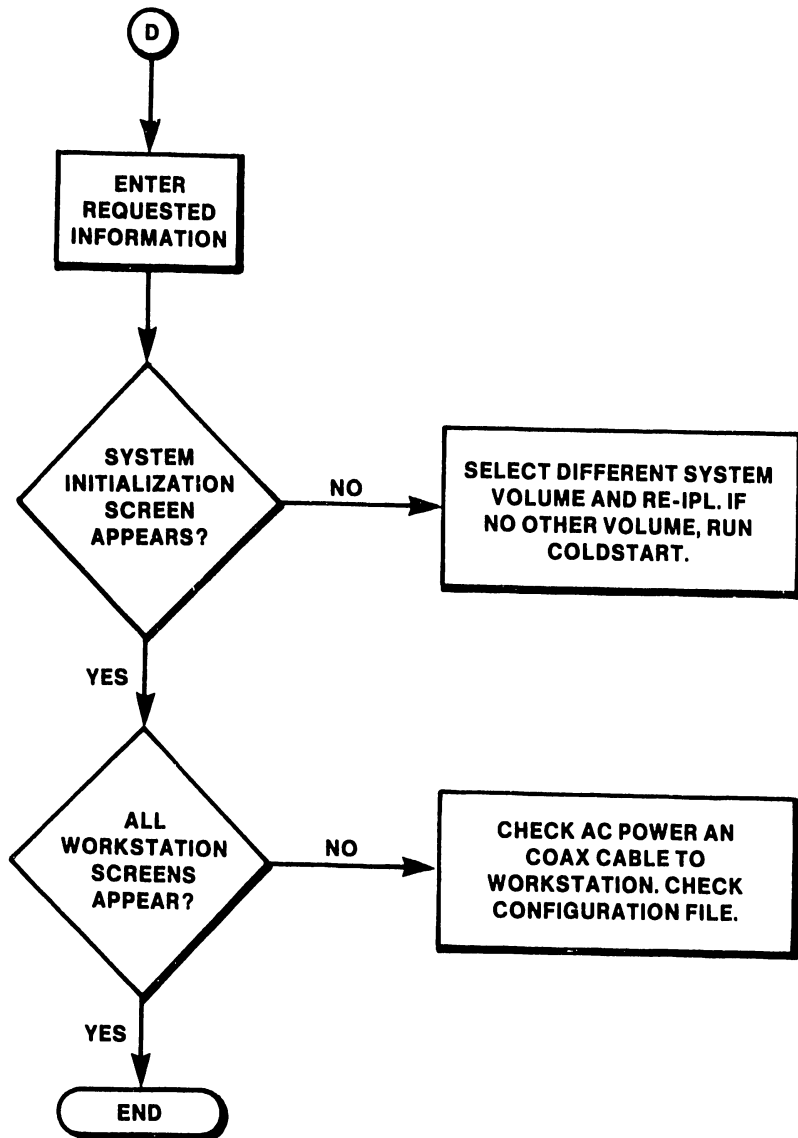 D
ENTER
REQUESTED
INFORMATION
SYSTEM
INITIALIZATION
SCREEN
APPEARS?
NO
SELECT DIFFERENT SYSTEM
VOLUME AND RE-IPL. IF
NO OTHER VOLUME, RUN
COLDSTART.
YES
ALL
WORKSTATION
SCREENS
APPEAR?
NO
CHECK AC POWER AN
COAX CABLE TO
WORKSTATION. CHECK
CONFIGURATION FILE.
YES
END